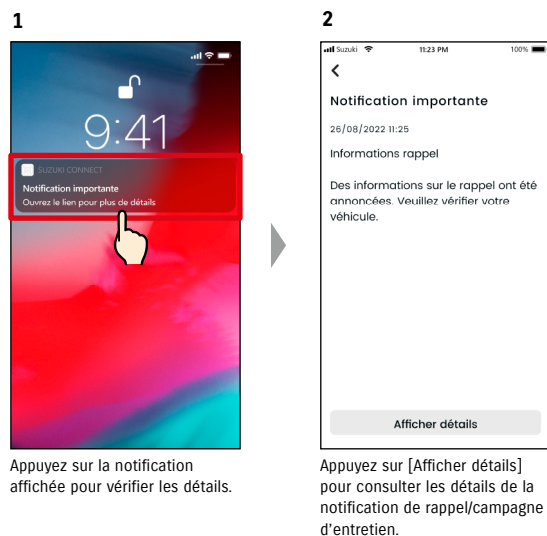 1
9:41
SUZUKI CONNECT
Notification importante
Ouvrez le lien pour plus de détails
Appuyez sur la notification
affichée pour vérifier les détails.
2
Suzuki 11:23 PM 100%
Notification importante
26/08/2022 11:25
Informations rappel
Des informations sur le rappel ont été
annoncées. Veuillez vérifier votre
véhicule.
Afficher détails
Appuyez sur [Afficher détails]
pour consulter les détails de la
notification de rappel/campagne
d'entretien.